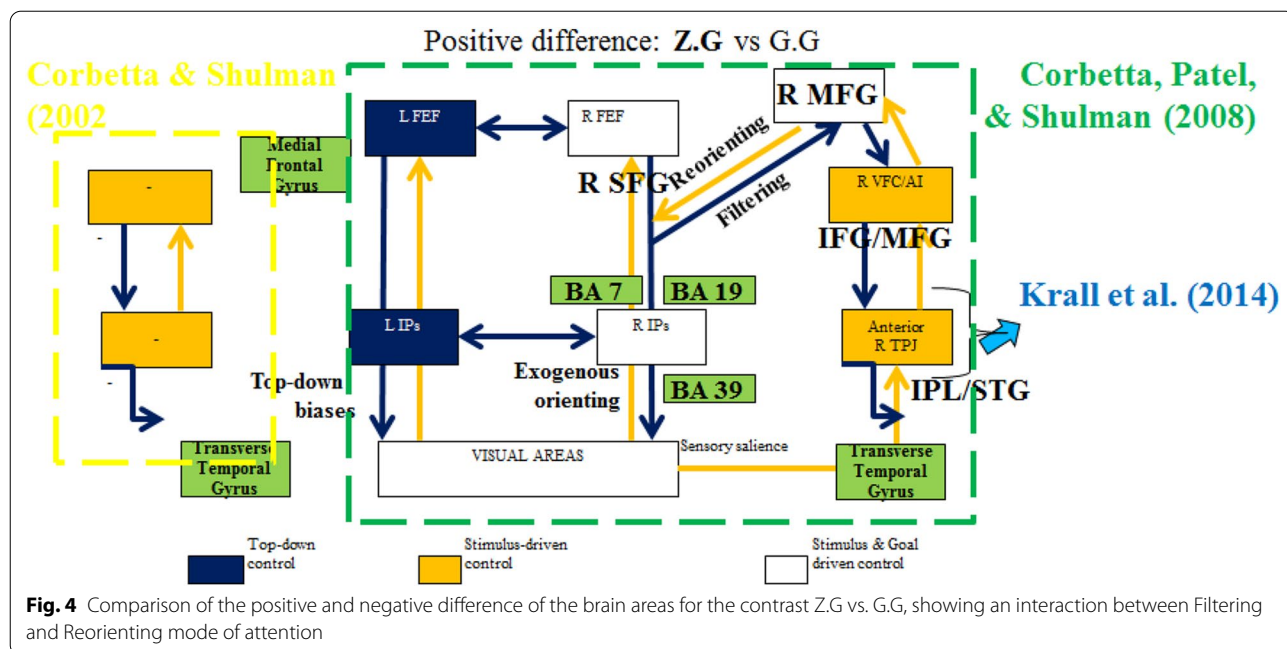 Positive difference: Z.G vs G.G
Corbetta & Shulman
(2002
Corbetta, Patel,
& Shulman (2008)
Medial
Frontal
Gyrus
L FEF
R FEF
R MFG
R SFG
Reorienting
Filtering
R VFC/AI
IFG/MFG
-
-
BA 7
BA 19
Krall et al. (2014)
L IPs
R IPs
Anterior
R TPJ
-
-
Top-down
biases
Exogenous
orienting
BA 39
IPL/STG
Transverse
Temporal
Gyrus
VISUAL AREAS
Sensory salience
Transverse
Temporal
Gyrus
Top-down
control
Stimulus-driven
control
Stimulus & Goal
driven control
Fig. 4 Comparison of the positive and negative difference of the brain areas for the contrast Z.G vs. G.G, showing an interaction between Filtering
and Reorienting mode of attention